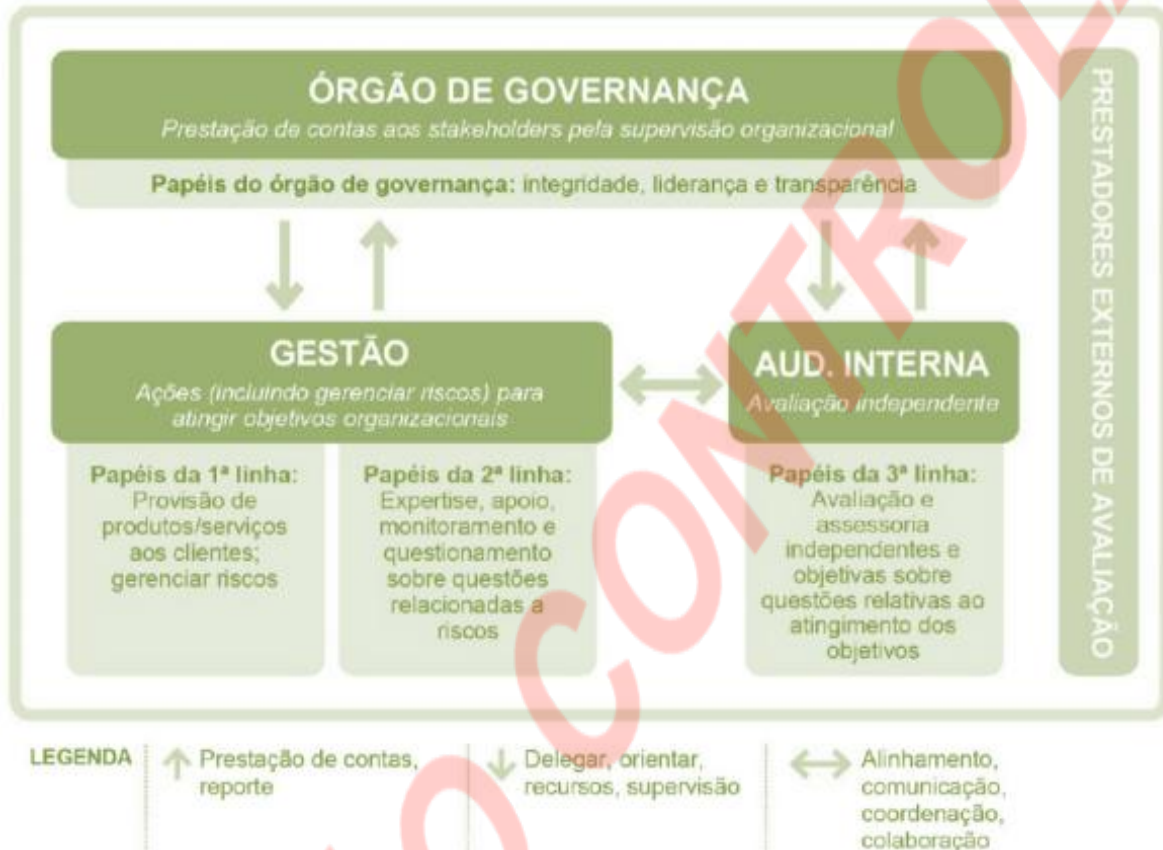 ÓRGÃO DE GOVERNANÇA
Prestação de contas aos stakeholders pela supervisão organizacional
Papéis do órgão de governança: integridade, liderança e transparência
GESTÃO
Ações (incluindo gerenciar riscos) para
atingir objetivos organizacionais
Papéis da 1ª linha:
Provisão de
produtos/serviços
aos clientes;
gerenciar riscos
Papéis da 2ª linha:
Expertise, apoio,
monitoramento e
questionamento
sobre questões
relacionadas a
riscos
AUD. INTERNA
Avaliação independente
Papéis da 3ª linha:
Avaliação e
assessoria
independentes e
objetivas sobre
questões relativas ao
atingimento dos
objetivos
PRESTADORES EXTERNOS DE AVALIAÇÃO
LEGENDA
Prestação de contas,
reporte
Delegar, orientar,
recursos, supervisão
Alinhamento,
comunicação,
coordenação,
colaboração